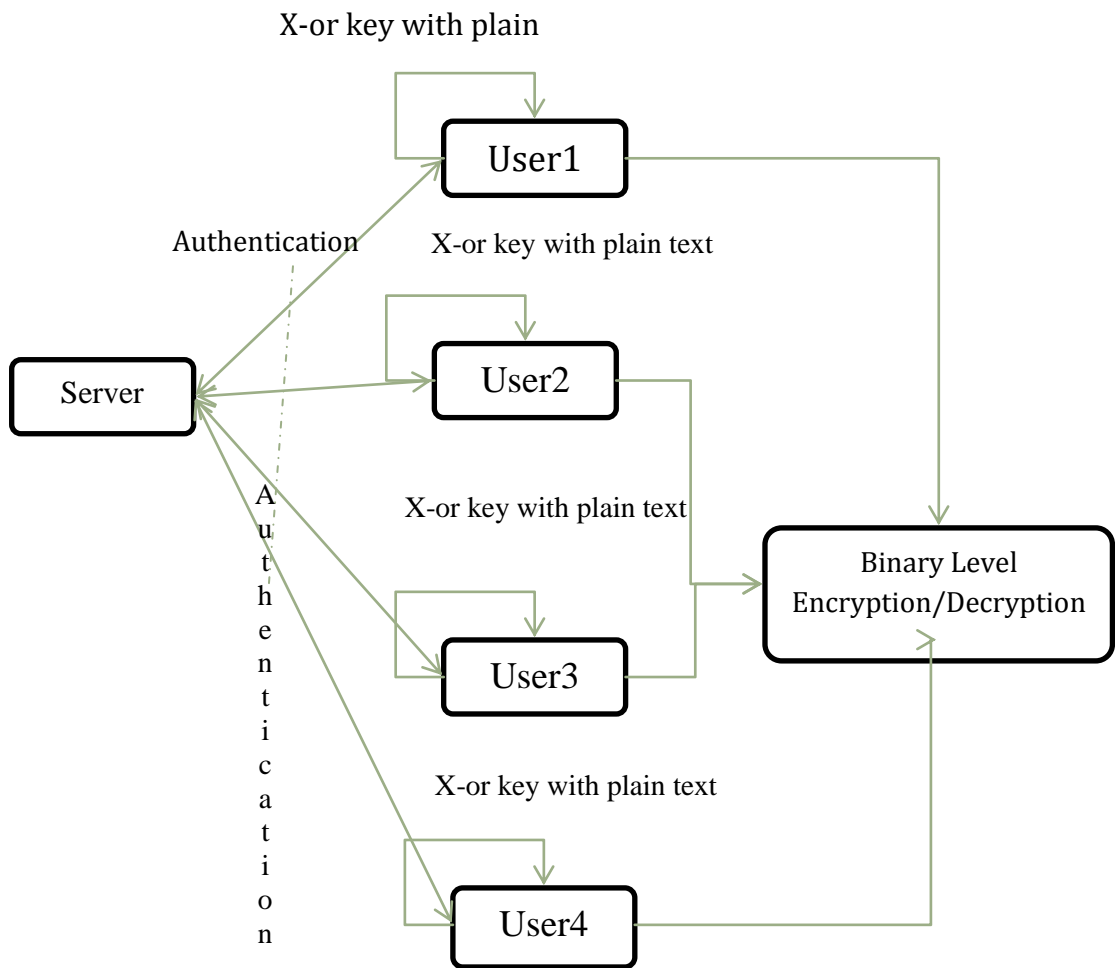 X-or key with plain
User1
Authentication
X-or key with plain text
User2
Server
X-or key with plain text
Authentication
Binary Level
Encryption/Decryption
User3
X-or key with plain text
User4